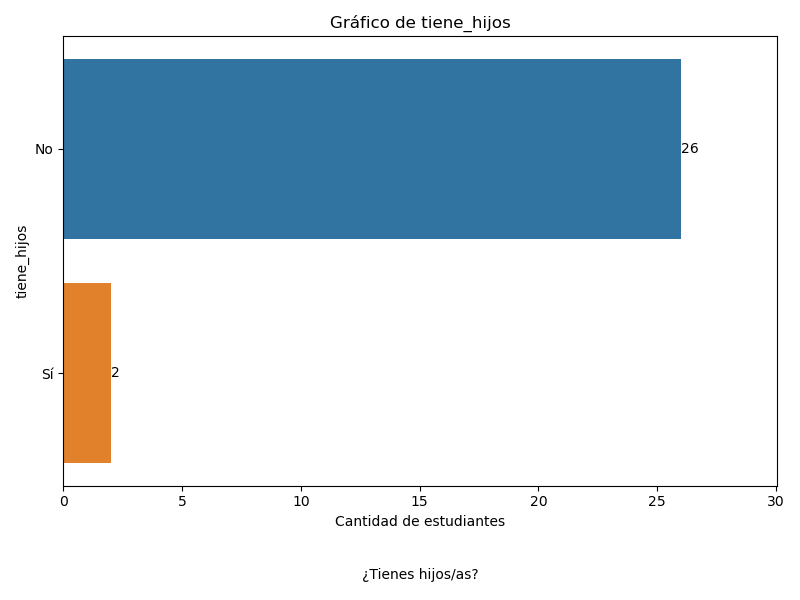 Gráfico de tiene_hijos
tiene_hijos
No
26
Sí
2
0 5 10 15 20 25 30
Cantidad de estudiantes
¿Tienes hijos/as?